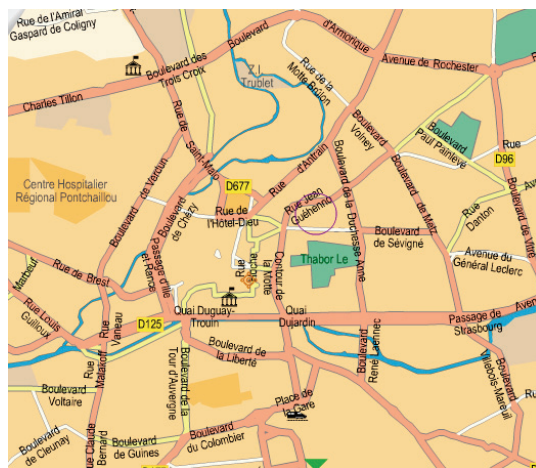 Rue de l'Amiral
Gaspard de Coligny
Boulevard
d'Armorique
Avenue de Rochester
Boulevard des
Trois Croix
Z.I.
Trublet
Rue de la
Motte Brûlon
Charles Tillon
Rue de
Saint-Malo
Boulevard
Volney
Boulevard
Paul Painlevé
Rue
D96
Boulevard de Verdun
Rue
d'Antrain
Centre Hospitalier
Régional Pontchaillou
D677
Boulevard
de Chézy
Rue de
l'Hôtel-Dieu
Rue Jean
Guéhenno
Boulevard de la
Duchesse Anne
Boulevard de Metz
Rue
Danton
Boulevard de Vitré
Boulevard
de Sévigné
Passage d'Ille
et Rance
Rue
Hoche
Contour de
la Motte
Thabor Le
Avenue du
Général Leclerc
Marbeuf
Rue de Brest
Rue Louis
Guilloux
Rue
Vaneau
D125
Quai Duguay-
Trouin
Quai
Dujardin
Passage de
Strasbourg
Aven
Rue
Malakoff
Boulevard de
la Liberté
Boulevard de la
Tour d'Auvergne
Boulevard
René Laennec
Boulevard
Villebois-Mareuil
Boulevard
Voltaire
Place de
la Gare
Rue Claude
Bernard
Boulevard
de Cleunay
Boulevard
de Guines
Boulevard
du Colombier
Ru